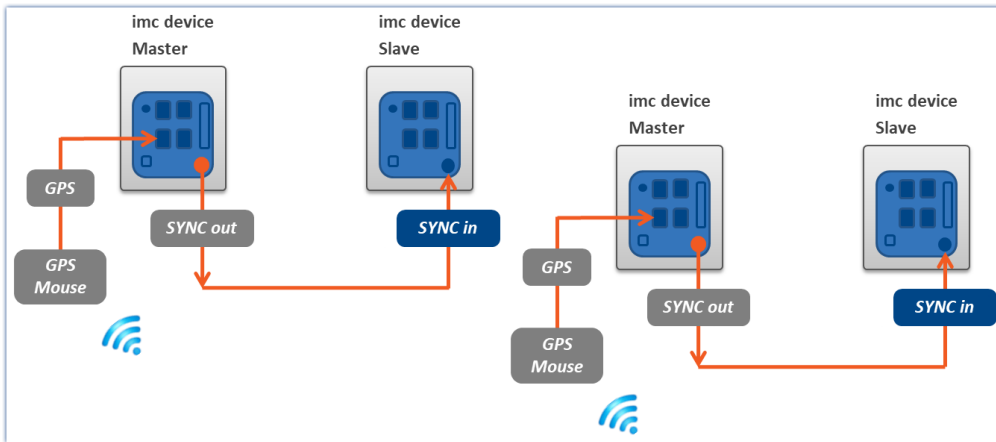 imc device
Master
imc device
Slave
GPS
SYNC out
SYNC in
GPS
Mouse
imc device
Master
imc device
Slave
GPS
SYNC out
SYNC in
GPS
Mouse